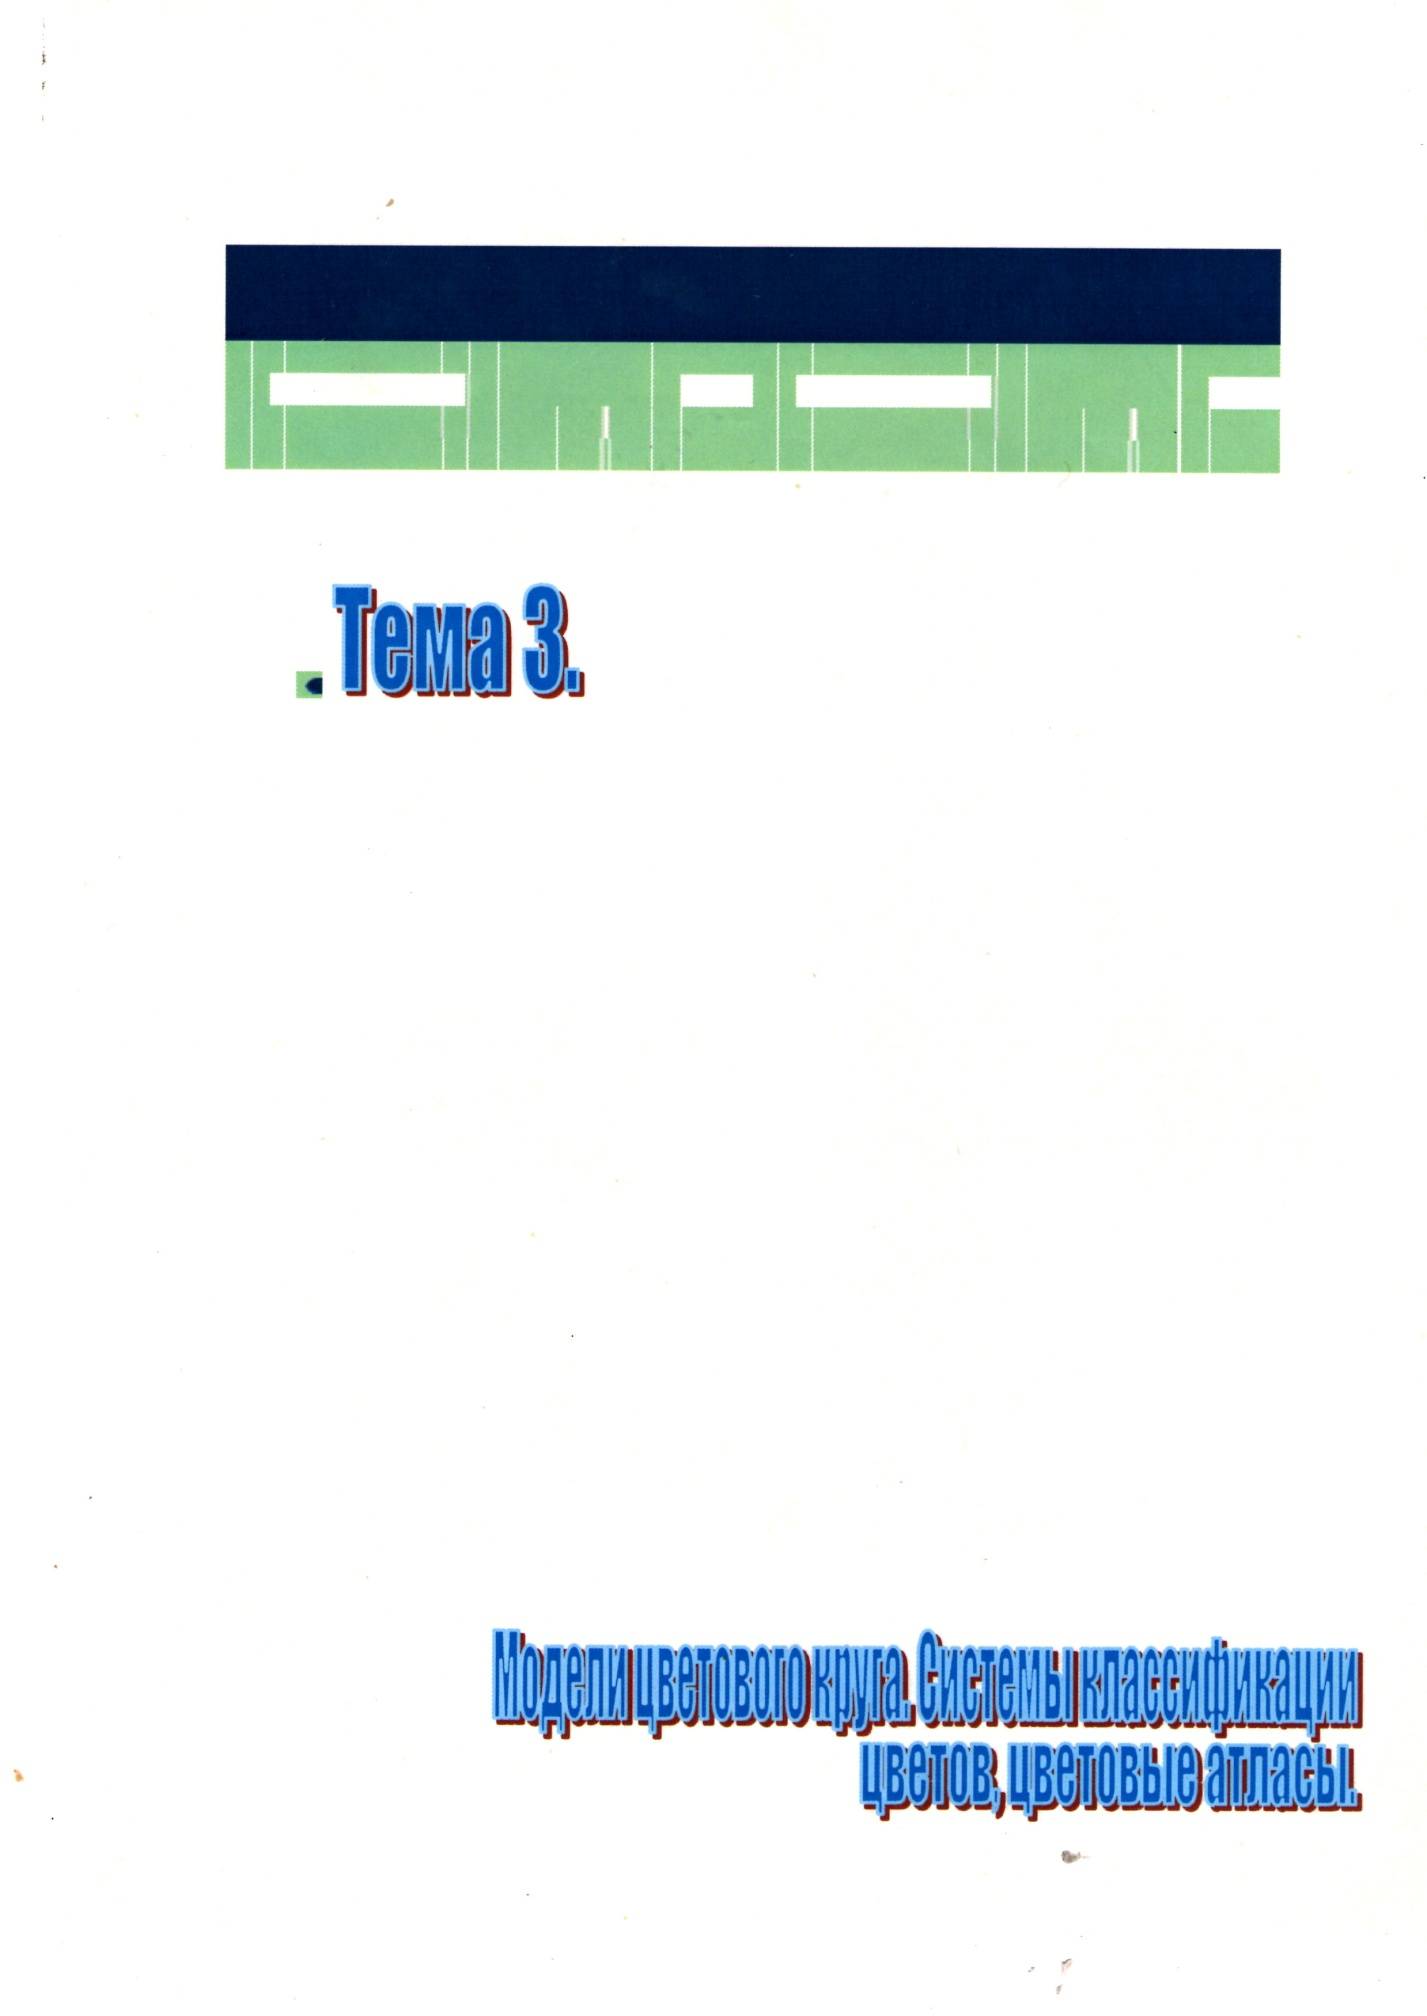 Тема 3.
Модели цветового круга. Системы классификации
цветов, цветовые атласы.